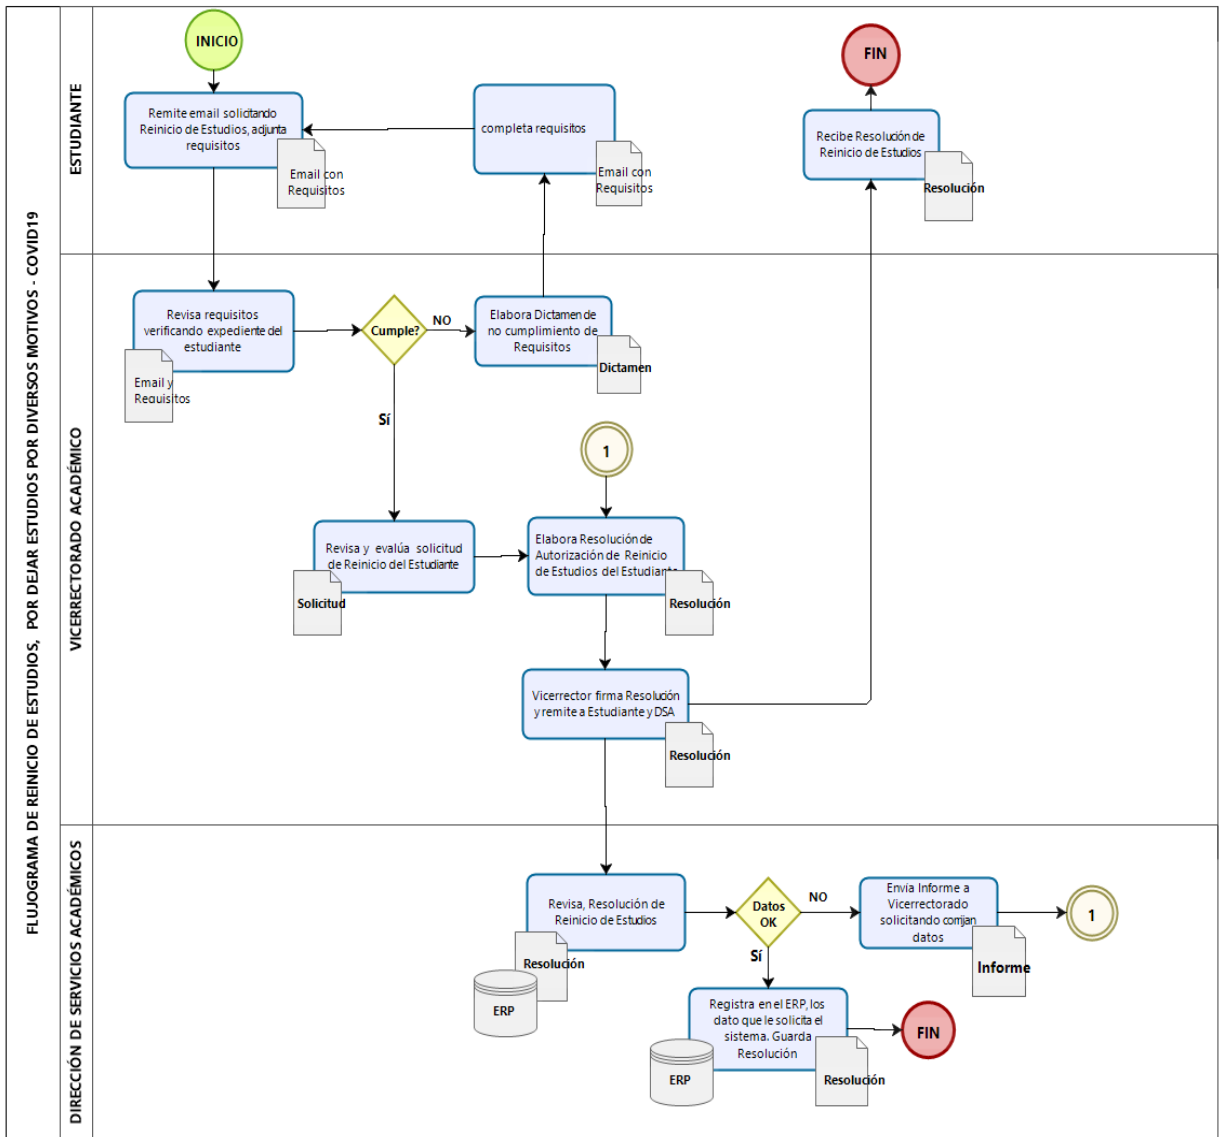 FLUJOGRAMA DE REINICIO DE ESTUDIOS, POR DEJAR ESTUDIOS POR DIVERSOS MOTIVOS - COVID19
ESTUDIANTE
INICIO
Remite email solicitando
Reinicio de Estudios, adjunta
requisitos
Email con
Requisitos
completa requisitos
Email con
Requisitos
FIN
Recibe Resolución de
Reinicio de Estudios
Resolución
VICERRECTORADO ACADÉMICO
Revisa requisitos
verificando expediente del
estudiante
Email y
Requisitos
Cumple?
NO
Elabora Dictamen de
no cumplimiento de
Requisitos
Dictamen
Sí
1
Revisa y evalúa solicitud
de Reinicio del Estudiante
Solicitud
Elabora Resolución de
Autorización de Reinicio
de Estudios del Estudiante
Resolución
Vicerrector firma Resolución
y remite a Estudiante y DSA
Resolución
DIRECCIÓN DE SERVICIOS ACADÉMICOS
Revisa, Resolución de
Reinicio de Estudios
Resolución
ERP
Datos
OK
NO
Envía Informe a
Vicerrectorado
solicitando corrijan
datos
Informe
1
Sí
Registra en el ERP, los
dato que le solicita el
sistema. Guarda
Resolución
ERP
Resolución
FIN